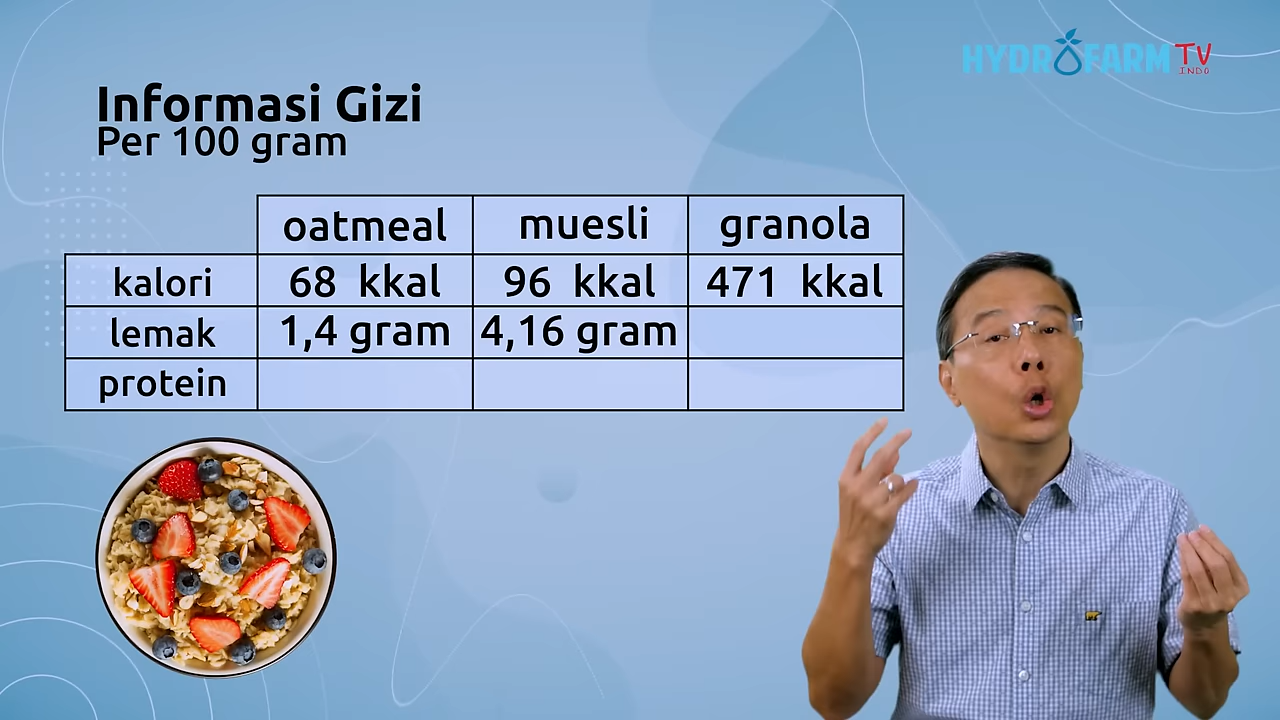 HYDROFARM TV
INDO
Informasi Gizi
Per 100 gram
oatmeal muesli granola
kalori 68 kkal 96 kkal 471 kkal
lemak 1,4 gram 4,16 gram
protein